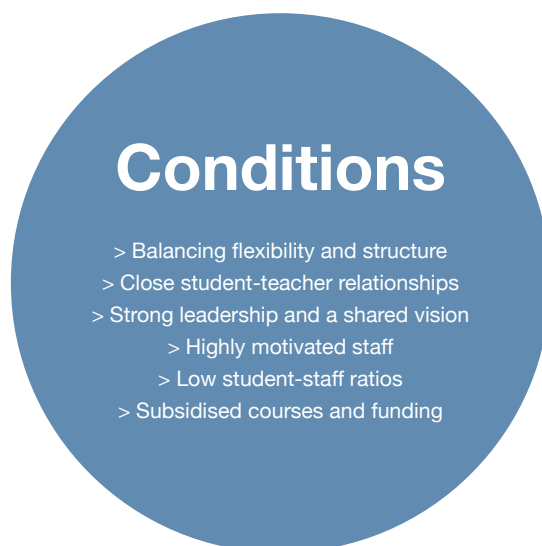 Conditions
> Balancing flexibility and structure
> Close student-teacher relationships
> Strong leadership and a shared vision
> Highly motivated staff
> Low student-staff ratios
> Subsidised courses and funding